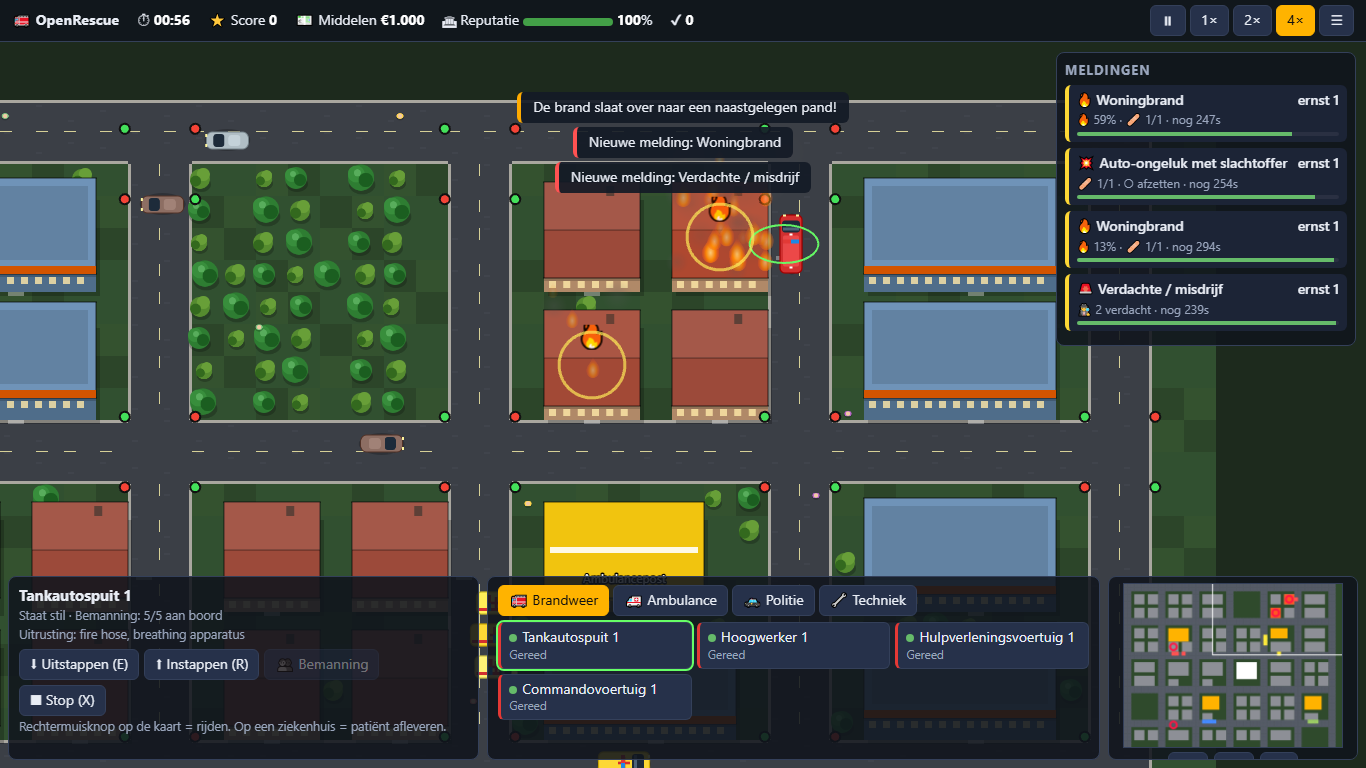 OpenRescue 00:56 Score 0 Middelen €1.000 Reputatie 100% ✓ 0
1× 2× 4× ☰
MELDINGEN
Woningbrand ernst 1
59% · 1/1 · nog 247s
Auto-ongeluk met slachtoffer ernst 1
1/1 · afzetten · nog 254s
Woningbrand ernst 1
13% · 1/1 · nog 294s
Verdachte / misdrijf ernst 1
2 verdacht · nog 239s
De brand slaat over naar een naastgelegen pand!
Nieuwe melding: Woningbrand
Nieuwe melding: Verdachte / misdrijf
Ambulancepost
Tankautospuit 1
Staat stil · Bemanning: 5/5 aan boord
Uitrusting: fire hose, breathing apparatus
⬇ Uitstappen (E) ⬆ Instappen (R) Bemanning
Stop (X)
Rechtermuisknop op de kaart = rijden. Op een ziekenhuis = patiënt afleveren.
Brandweer Ambulance Politie Techniek
Tankautospuit 1
Gereed
Hoogwerker 1
Gereed
Hulpverleningsvoertuig 1
Gereed
Commandovoertuig 1
Gereed